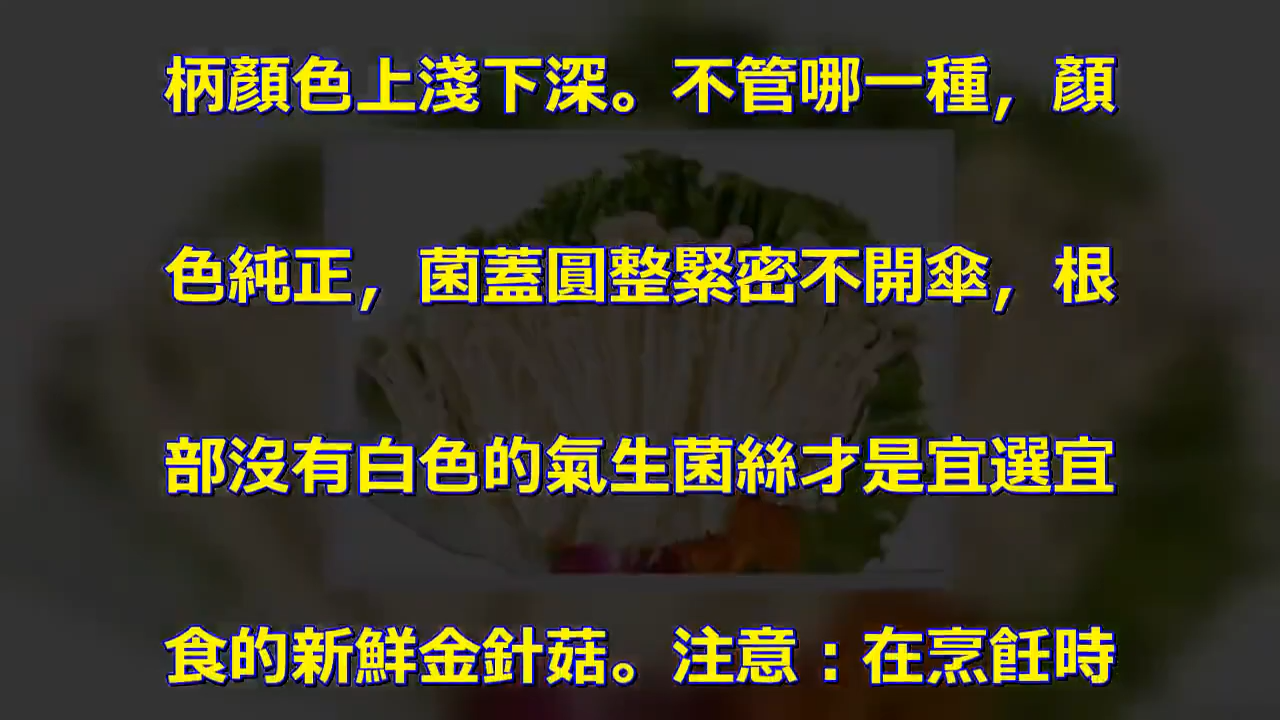 柄顏色上淺下深。不管哪一種，顏
色純正，菌蓋圓整緊密不開傘，根
部沒有白色的氣生菌絲才是宜選宜
食的新鮮金針菇。注意：在烹飪時